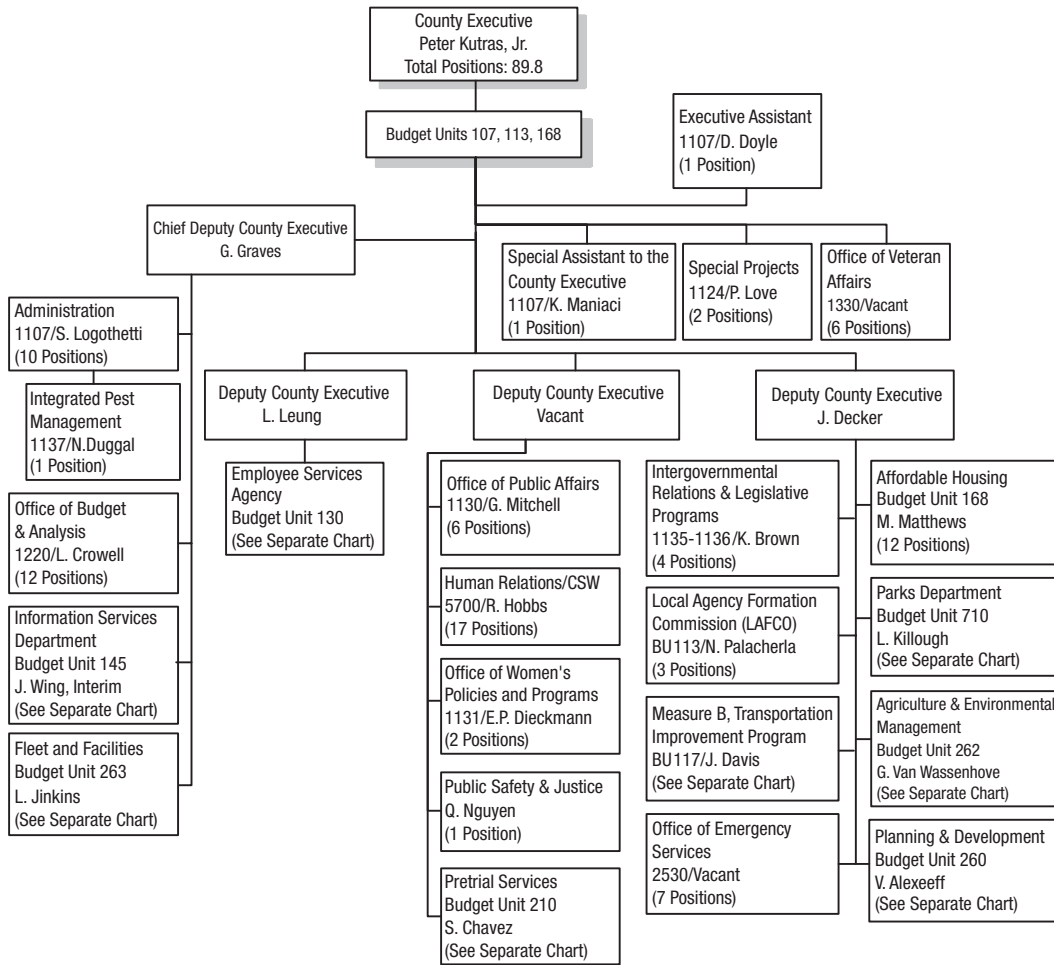 County Executive
Peter Kutras, Jr.
Total Positions: 89.8
Budget Units 107, 113, 168
Executive Assistant
1107/D. Doyle
(1 Position)
Chief Deputy County Executive
G. Graves
Special Assistant to the
County Executive
1107/K. Maniaci
(1 Position)
Special Projects
1124/P. Love
(2 Positions)
Office of Veteran
Affairs
1330/Vacant
(6 Positions)
Administration
1107/S. Logothetti
(10 Positions)
Integrated Pest
Management
1137/N.Duggal
(1 Position)
Office of Budget
& Analysis
1220/L. Crowell
(12 Positions)
Information Services
Department
Budget Unit 145
J. Wing, Interim
(See Separate Chart)
Fleet and Facilities
Budget Unit 263
L. Jinkins
(See Separate Chart)
Deputy County Executive
L. Leung
Employee Services
Agency
Budget Unit 130
(See Separate Chart)
Deputy County Executive
Vacant
Office of Public Affairs
1130/G. Mitchell
(6 Positions)
Human Relations/CSW
5700/R. Hobbs
(17 Positions)
Office of Women's
Policies and Programs
1131/E.P. Dieckmann
(2 Positions)
Public Safety & Justice
Q. Nguyen
(1 Position)
Pretrial Services
Budget Unit 210
S. Chavez
(See Separate Chart)
Deputy County Executive
J. Decker
Intergovernmental
Relations & Legislative
Programs
1135-1136/K. Brown
(4 Positions)
Local Agency Formation
Commission (LAFCO)
BU113/N. Palacherla
(3 Positions)
Measure B, Transportation
Improvement Program
BU117/J. Davis
(See Separate Chart)
Office of Emergency
Services
2530/Vacant
(7 Positions)
Affordable Housing
Budget Unit 168
M. Matthews
(12 Positions)
Parks Department
Budget Unit 710
L. Killough
(See Separate Chart)
Agriculture & Environmental
Management
Budget Unit 262
G. Van Wassenhove
(See Separate Chart)
Planning & Development
Budget Unit 260
V. Alexeeff
(See Separate Chart)